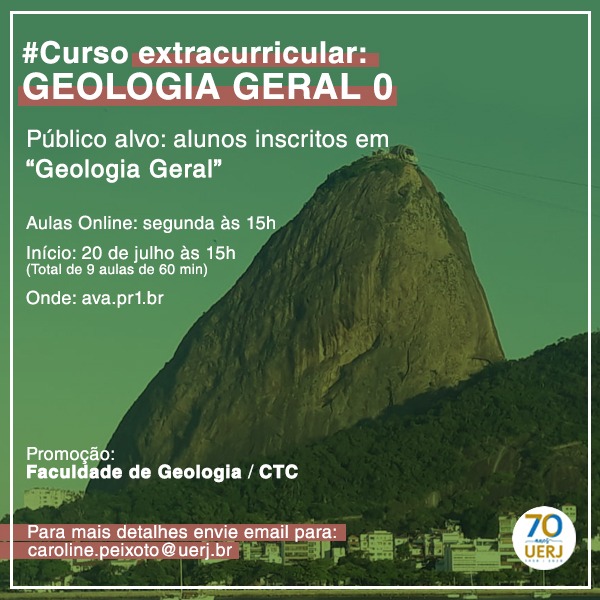 #Curso extracurricular:
GEOLOGIA GERAL 0
Público alvo: alunos inscritos em
“Geologia Geral”
Aulas Online: segunda às 15h
Início: 20 de julho às 15h
(Total de 9 aulas de 60 min)
Onde: ava.pr1.br
Promoção:
Faculdade de Geologia / CTC
Para mais detalhes envie email para:
caroline.peixoto@uerj.br
70
anos
UERJ